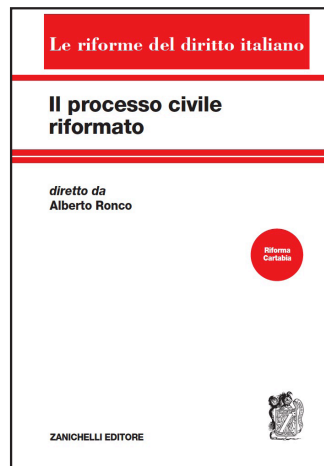 Le riforme del diritto italiano
Il processo civile
riformato
diretto da
Alberto Ronco
Riforma
Cartabia
ZANICHELLI EDITORE